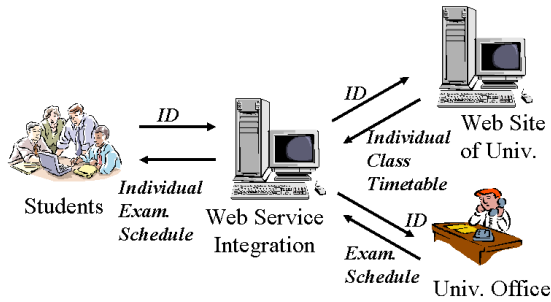 ID
Individual
Exam.
Schedule
Students
Web Service
Integration
ID
Individual
Class
Timetable
Web Site
of Univ.
ID
Exam.
Schedule
Univ. Office